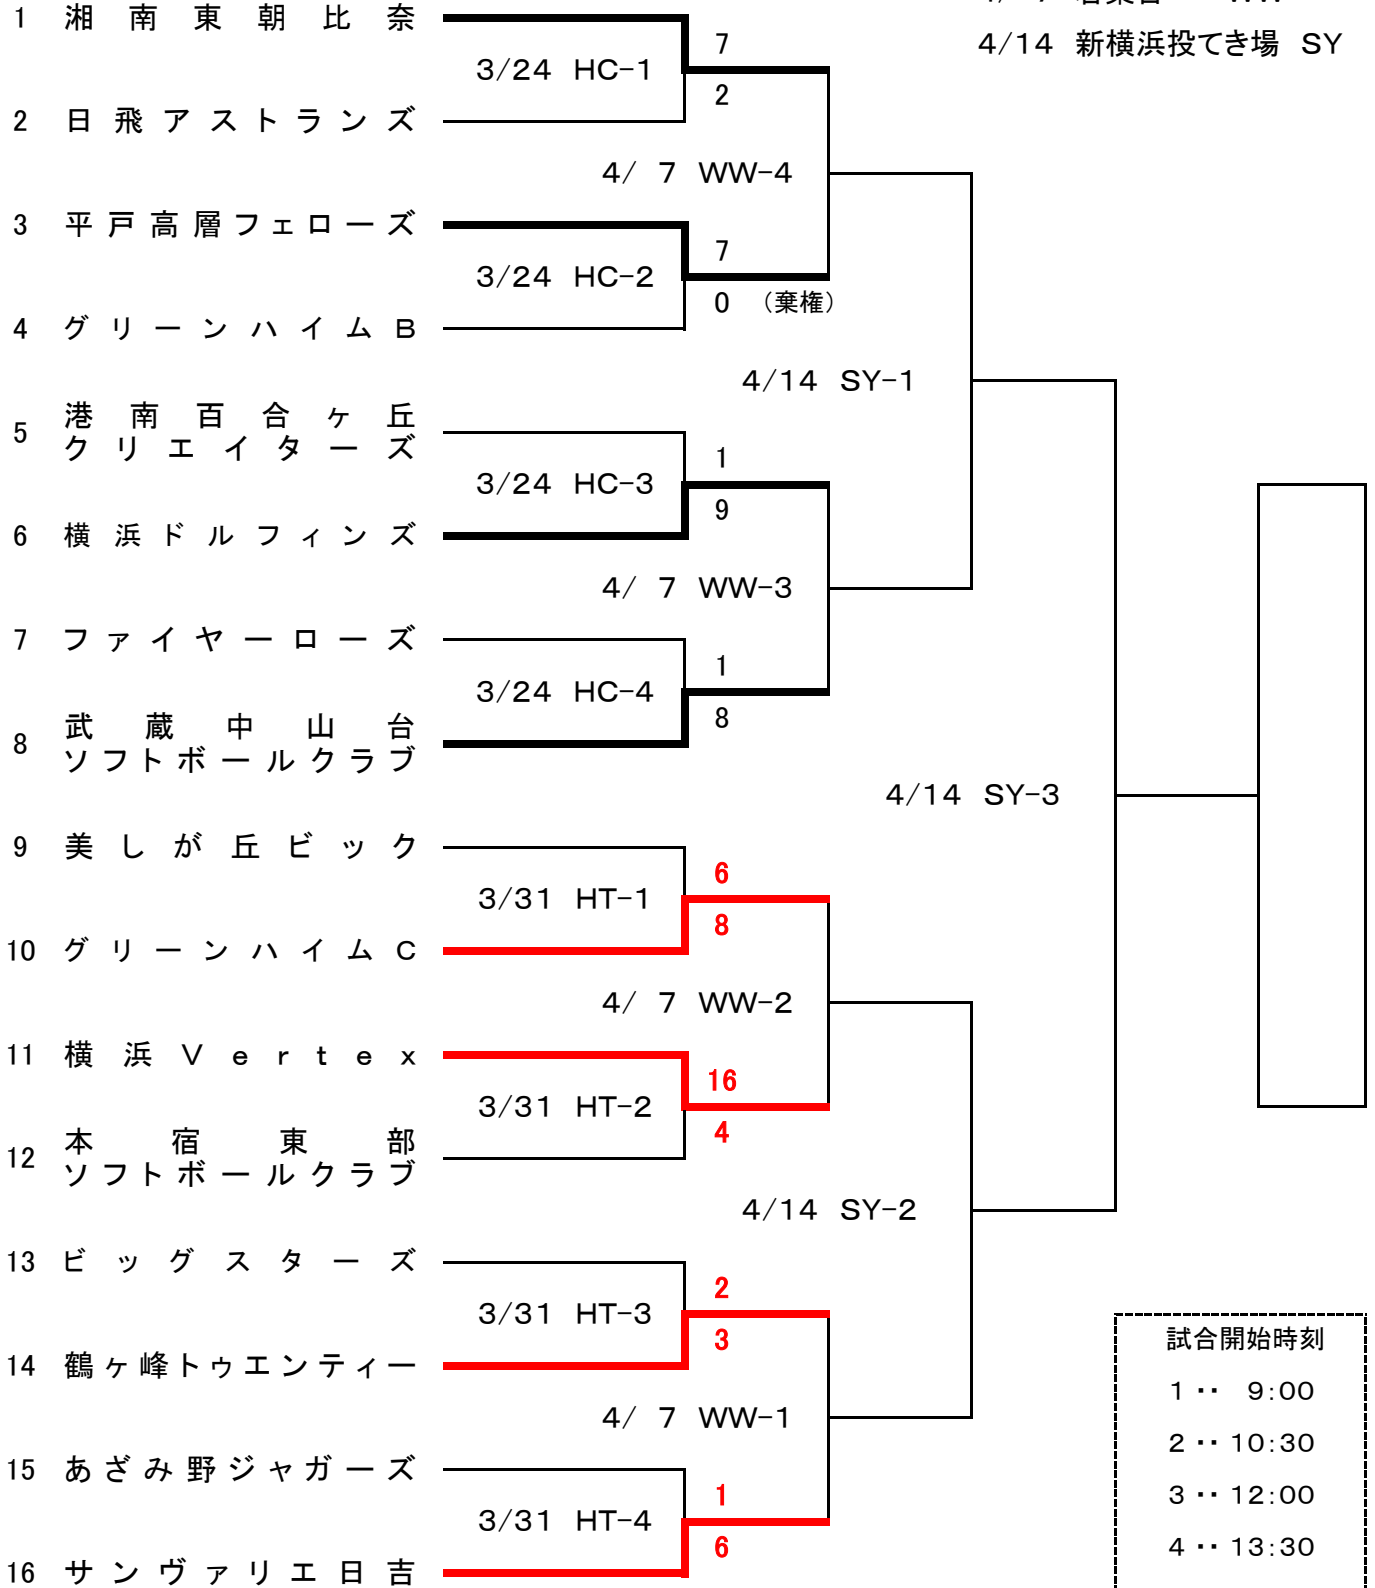 4/14 新横浜投てき場 SY
1 湘南東朝比奈
3/24 HC-1
7
2
2 日飛アストランズ
4/ 7 WW-4
3 平戸高層フェローズ
3/24 HC-2
7
0 （棄権）
4 グリーンハイムB
4/14 SY-1
5 港南百合ヶ丘
クリエイターズ
3/24 HC-3
1
9
6 横浜ドルフィンズ
4/ 7 WW-3
7 ファイヤーローズ
3/24 HC-4
1
8
8 武蔵中山台
ソフトボールクラブ
4/14 SY-3
9 美しが丘ビック
3/31 HT-1
6
8
10 グリーンハイムC
4/ 7 WW-2
11 横浜Vertex
3/31 HT-2
16
4
12 本宿東部
ソフトボールクラブ
4/14 SY-2
13 ビッグスターズ
3/31 HT-3
2
3
14 鶴ヶ峰トゥエンティー
4/ 7 WW-1
15 あざみ野ジャガーズ
3/31 HT-4
1
6
16 サンヴァリエ日吉
試合開始時刻
1 ‥ 9:00
2 ‥ 10:30
3 ‥ 12:00
4 ‥ 13:30